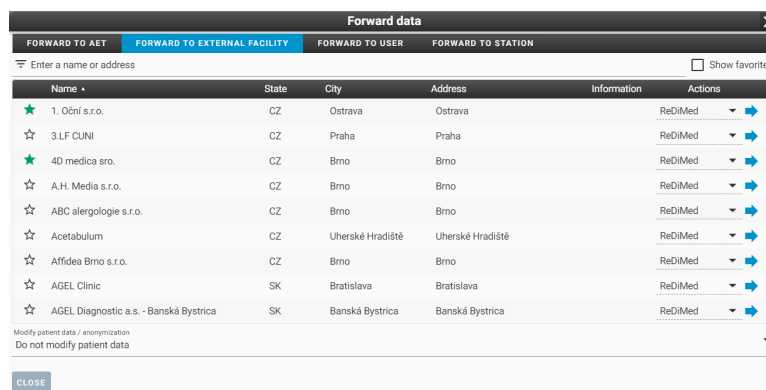 Forward data
FORWARD TO AET FORWARD TO EXTERNAL FACILITY FORWARD TO USER FORWARD TO STATION
Enter a name or address Show favorite
Name State City Address Information Actions
1. Oční s.r.o. CZ Ostrava Ostrava ReDiMed
3.LF CUNI CZ Praha Praha ReDiMed
4D medica sro. CZ Brno Brno ReDiMed
A.H. Media s.r.o. CZ Brno Brno ReDiMed
ABC alergologie s.r.o. CZ Brno Brno ReDiMed
Acetabulum CZ Uherské Hradiště Uherské Hradiště ReDiMed
Affidea Brno s.r.o. CZ Brno Brno ReDiMed
AGEL Clinic SK Bratislava Bratislava ReDiMed
AGEL Diagnostic a.s. - Banská Bystrica SK Banská Bystrica Banská Bystrica ReDiMed
Modify patient data / anonymization
Do not modify patient data
CLOSE